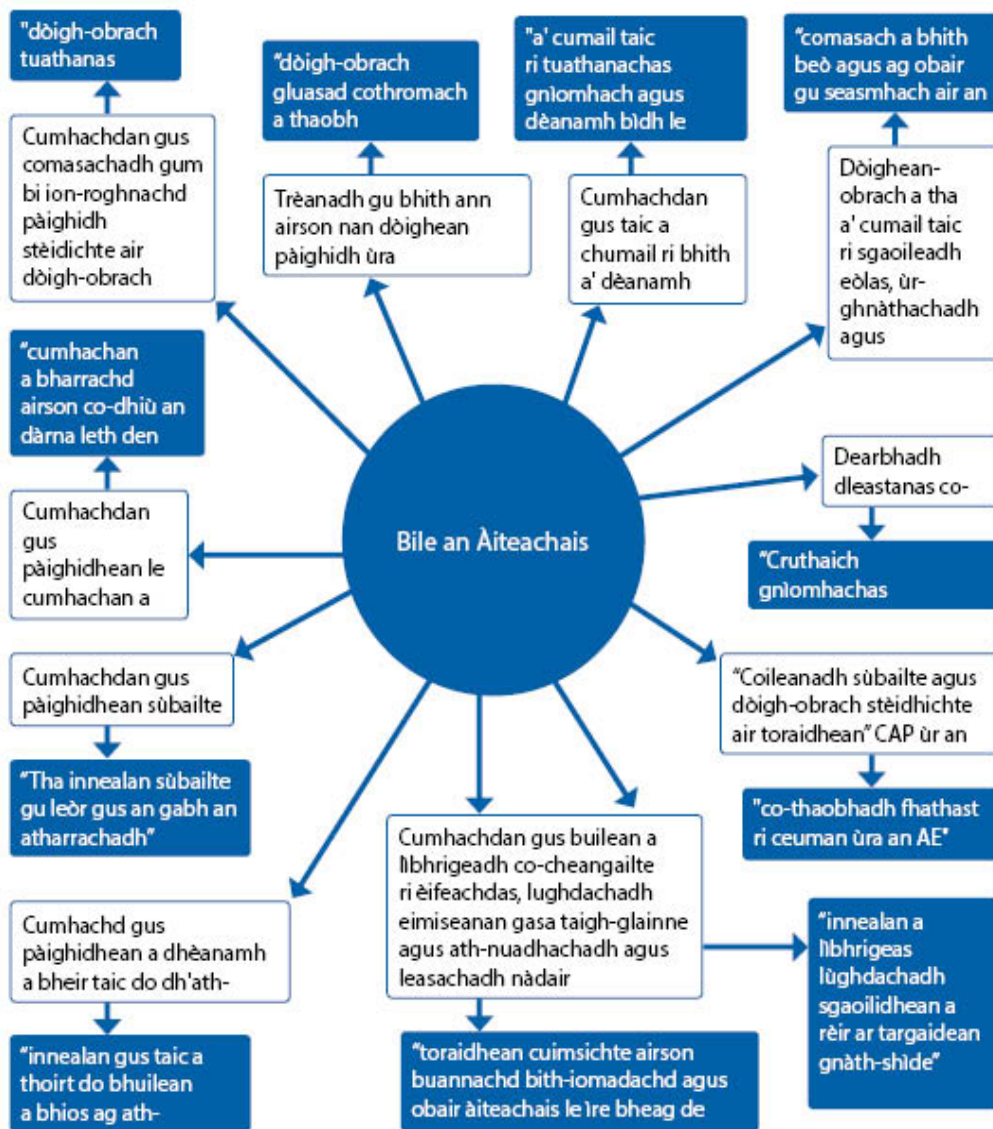 "dòigh-obrach
tuathanas
Cumhachdan gus
comasachadh gum
bi ion-roghnachd
pàighidh
stèidichte air
dòigh-obrach
“dòigh-obrach
gluasad cothromach
a thaobh
Trèanadh gu bhith ann
airson nan dòighean
pàighidh ùra
"a' cumail taic
ri tuathanachas
gnìomhach agus
dèanamh bìdh le
Cumhachdan
gus taic a
chumail ri bhith
a' dèanamh
“comasach a bhith
beò agus ag obair
gu seasmhach air an
Dòighean-
obrach a tha
a' cumail taic
ri sgaoileadh
eòlas, ùr-
ghnàthachadh
agus
“cumhachan
a bharrachd
airson co-dhiù an
dàrna leth den
Cumhachdan
gus
pàighidhean le
cumhachan a
Bile an Àiteachais
Dearbhadh
dleastanas co-
“Cruthaich
gnìomhachas
Cumhachdan gus
pàighidhean sùbailte
“Tha innealan sùbailte
gu leòr gus an gabh an
atharrachadh”
“Coileanadh sùbailte agus
dòigh-obrach stèidhichte
air toraidhean” CAP ùr an
"co-thaobhadh fhathast
ri ceuman ùra an AE"
Cumhachd gus
pàighidhean a dhèanamh
a bheir taic do dh'ath-
“innealan gus taic a
thoirt do bhuilean
a bhios ag ath-
Cumhachdan gus builean a
lìbhrigeadh co-cheangailte
ri èifeachdas, lughdachadh
eimiseanan gasa taigh-glainne
agus ath-nuadhachadh agus
leasachadh nàdair
“toraidhean cuimsichte airson
buannachd bith-iomadachd agus
obair àiteachais le ìre bheag de
“innealan a
lìbhrigeas
lùghdachadh
sgaoilidhean a
rèir ar targaidean
gnàth-shìde”